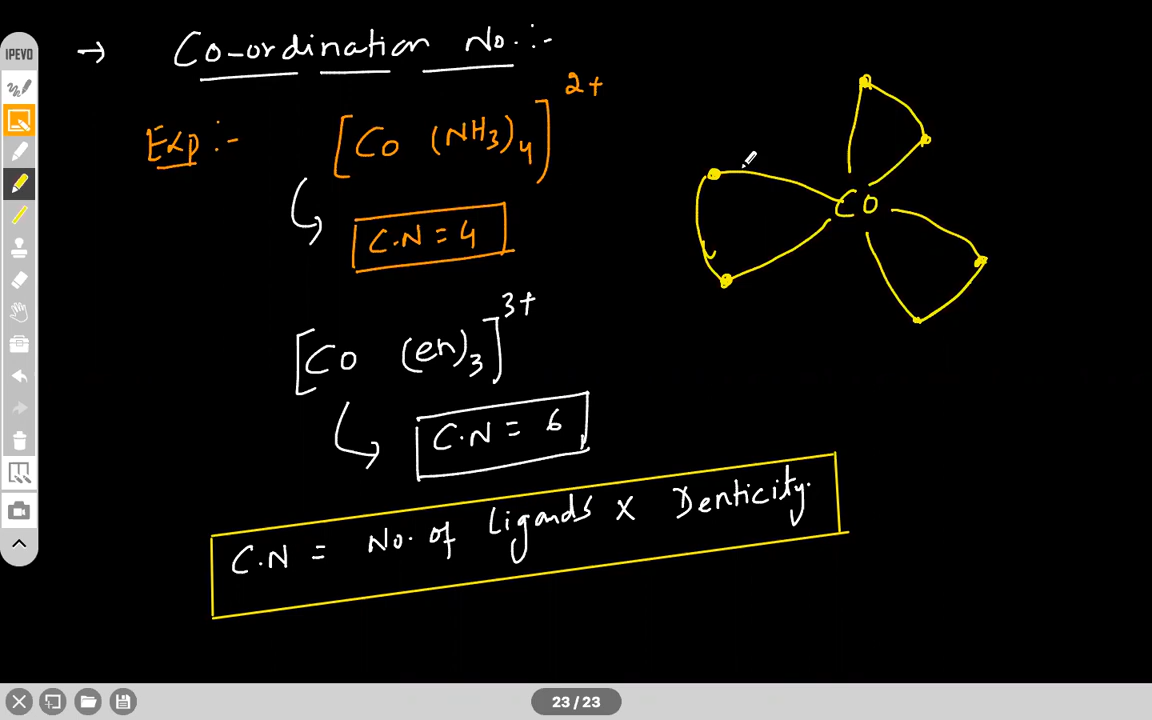 IPEVO
→ Co-ordination No.:-
Exp:- [Co (NH3)4]2+
C.N = 4
[Co (en)3]3+
C.N = 6
C.N = No. of Ligands x Denticity.
CO
23 / 23